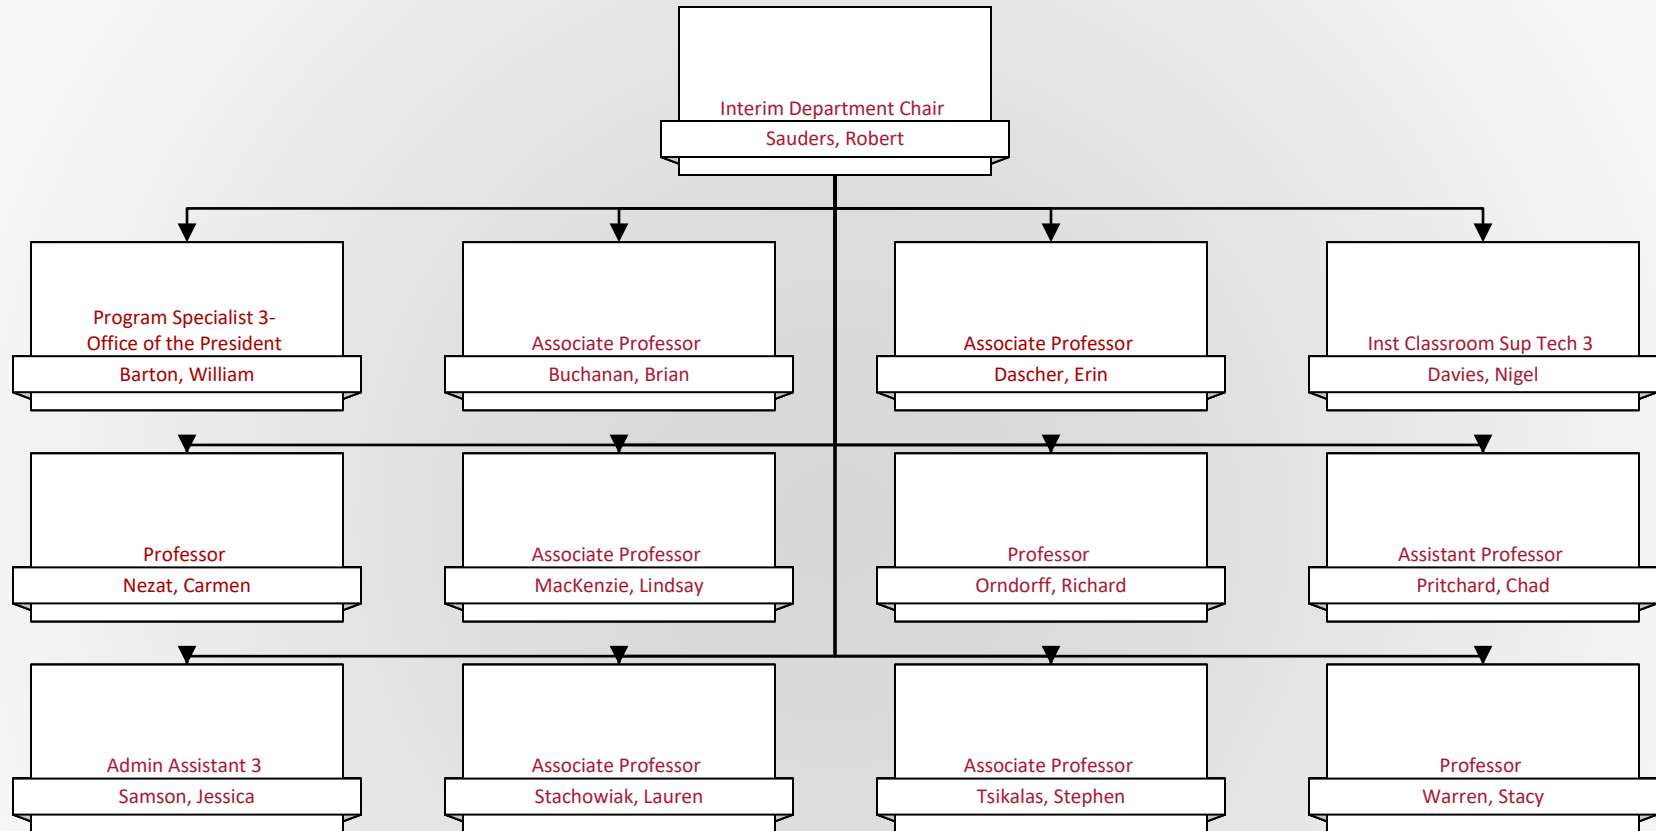 Interim Department Chair
Sauders, Robert
Program Specialist 3-
Office of the President
Barton, William
Associate Professor
Buchanan, Brian
Associate Professor
Dascher, Erin
Inst Classroom Sup Tech 3
Davies, Nigel
Professor
Nezat, Carmen
Associate Professor
MacKenzie, Lindsay
Professor
Orndorff, Richard
Assistant Professor
Pritchard, Chad
Admin Assistant 3
Samson, Jessica
Associate Professor
Stachowiak, Lauren
Associate Professor
Tsikalas, Stephen
Professor
Warren, Stacy